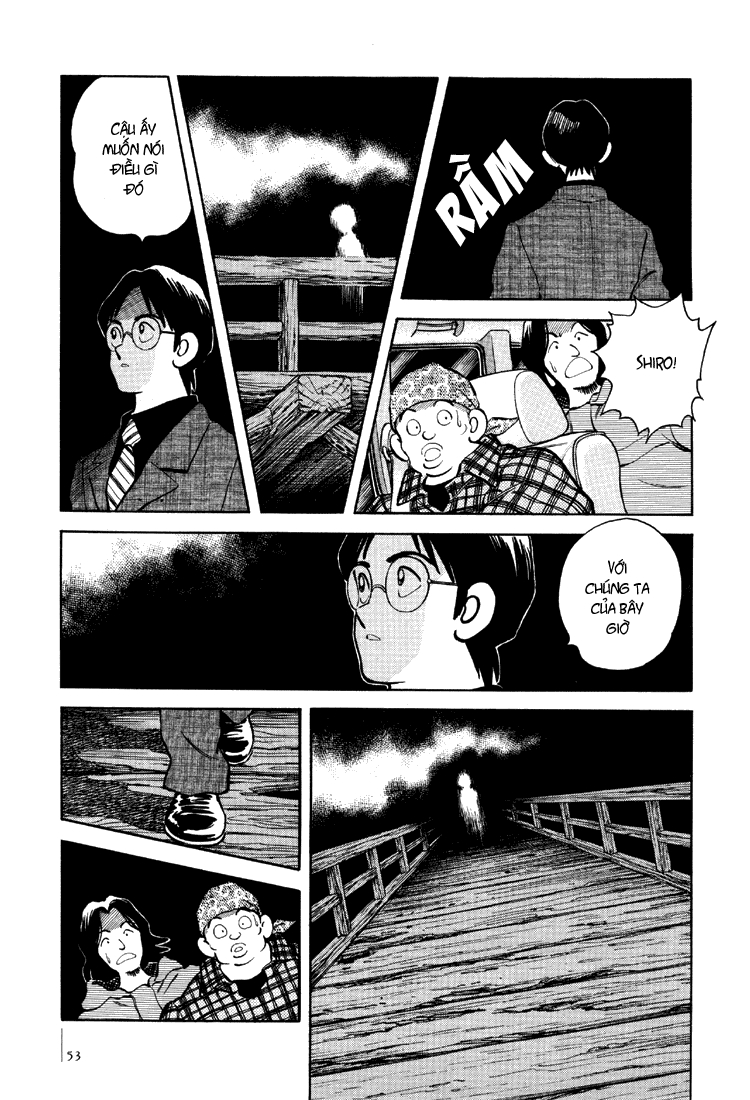 RẦM
SHIRO!
CẬU ẤY
MUỐN NÓI
ĐIỀU GÌ
ĐÓ
VỚI
CHÚNG TA
CỦA BÂY
GIỜ
53